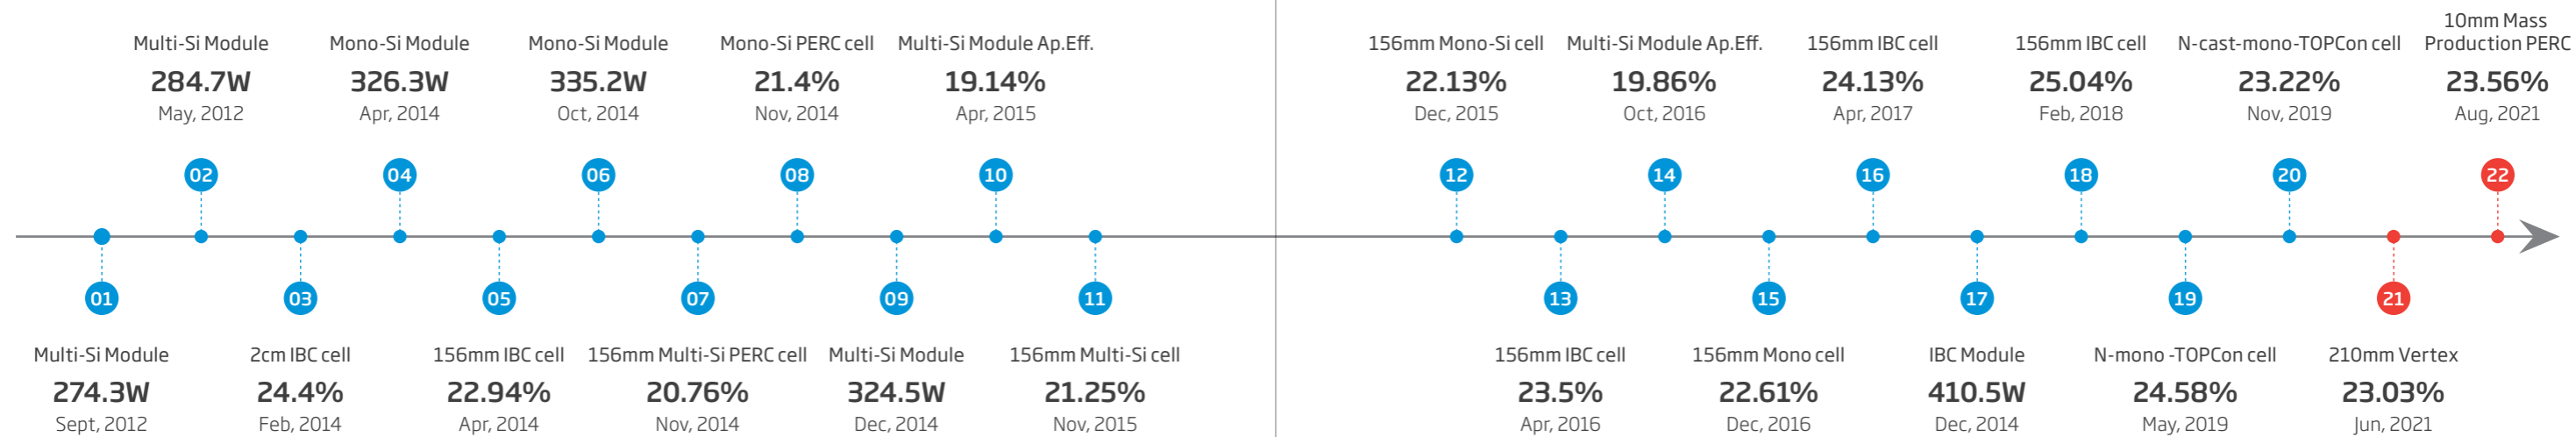 Multi-Si Module
284.7W
May, 2012
Mono-Si Module
326.3W
Apr, 2014
Mono-Si Module
335.2W
Oct, 2014
Mono-Si PERC cell
21.4%
Nov, 2014
Multi-Si Module Ap.Eff.
19.14%
Apr, 2015
156mm Mono-Si cell
22.13%
Dec, 2015
Multi-Si Module Ap.Eff.
19.86%
Oct, 2016
156mm IBC cell
24.13%
Apr, 2017
156mm IBC cell
25.04%
Feb, 2018
N-cast-mono-TOPCon cell
23.22%
Nov, 2019
10mm Mass
Production PERC
23.56%
Aug, 2021
02
04
06
08
10
12
14
16
18
20
22
01
03
05
07
09
11
13
15
17
19
21
Multi-Si Module
274.3W
Sept, 2012
2cm IBC cell
24.4%
Feb, 2014
156mm IBC cell
22.94%
Apr, 2014
156mm Multi-Si PERC cell
20.76%
Nov, 2014
Multi-Si Module
324.5W
Dec, 2014
156mm Multi-Si cell
21.25%
Nov, 2015
156mm IBC cell
23.5%
Apr, 2016
156mm Mono cell
22.61%
Dec, 2016
IBC Module
410.5W
Dec, 2014
N-mono -TOPCon cell
24.58%
May, 2019
210mm Vertex
23.03%
Jun, 2021